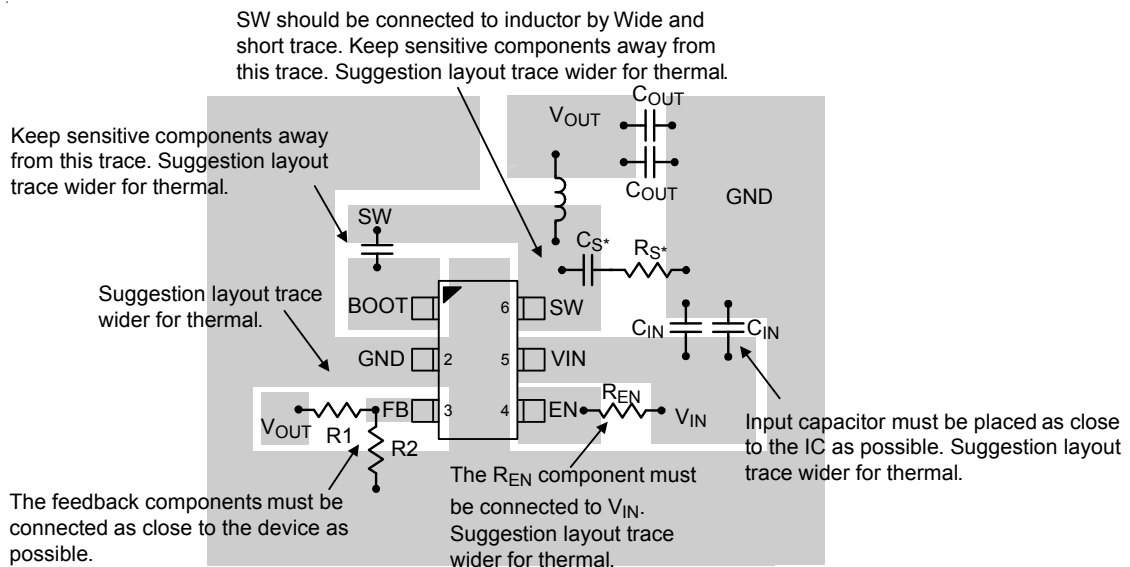 SW should be connected to inductor by Wide and
short trace. Keep sensitive components away from
this trace. Suggestion layout trace wider for thermal.
Keep sensitive components away
from this trace. Suggestion layout
trace wider for thermal.
VOUT
COUT
COUT
GND
SW
CS*
RS*
Suggestion layout trace
wider for thermal.
BOOT
6
SW
CIN
CIN
GND
2
5
VIN
VOUT
R1
FB
3
4
EN
REN
VIN
R2
Input capacitor must be placed as close
to the IC as possible. Suggestion layout
trace wider for thermal.
The feedback components must be
connected as close to the device as
possible.
The REN component must
be connected to VIN.
Suggestion layout trace
wider for thermal.